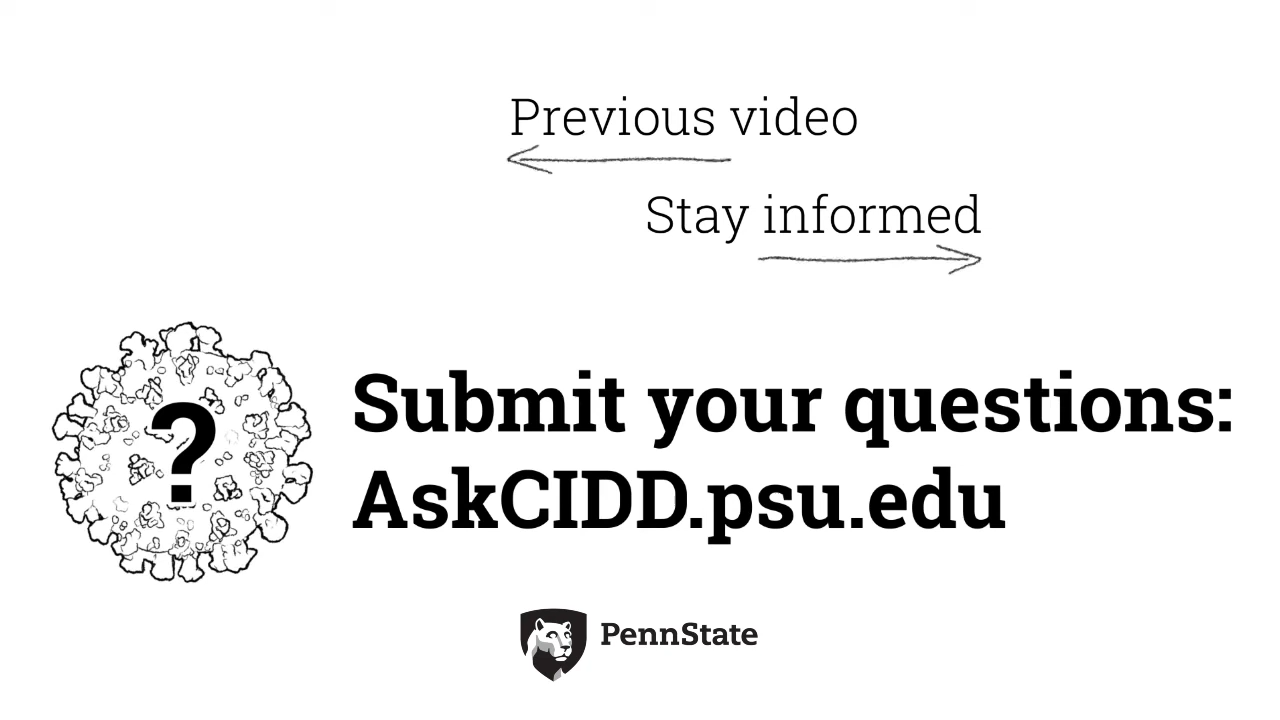 Previous video
Stay informed
?
Submit your questions:
AskCIDD.psu.edu
PennState